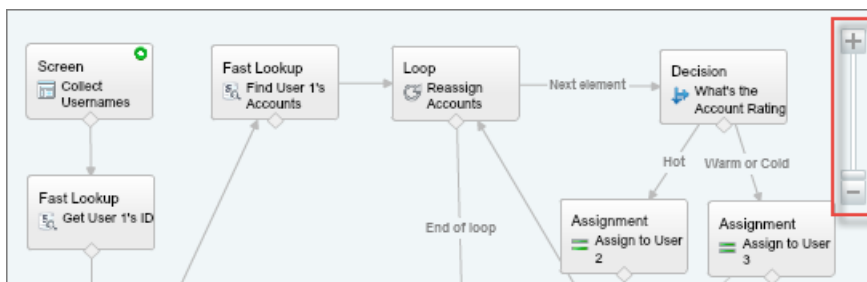 Screen
Collect
Usernames
Fast Lookup
Find User 1's
Accounts
Loop
Reassign
Accounts
Next element
Decision
What's the
Account Rating
Hot
Warm or Cold
Fast Lookup
Get User 1's ID
End of loop
Assignment
Assign to User
2
Assignment
Assign to User
3